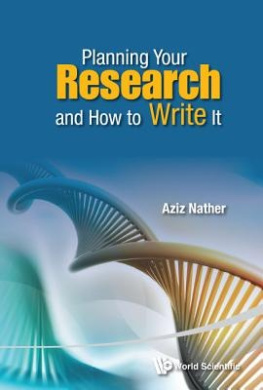 Planning Your
Research
and How to Write It
Aziz Nather
World Scientific